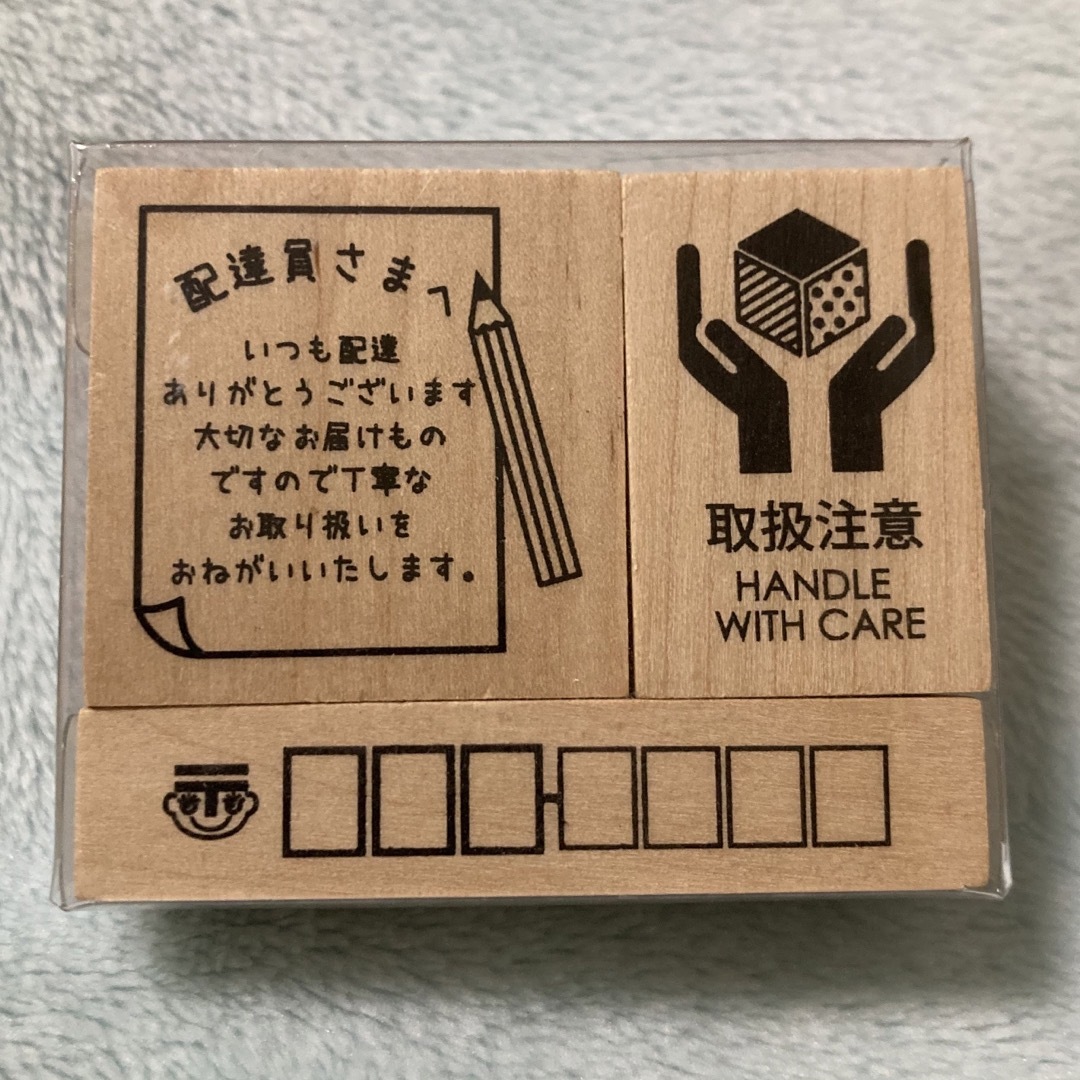 配達員さまへ
いつも配達
ありがとうございます
大切なお届けもの
ですので丁寧な
お取り扱いを
おねがいいたします。
取扱注意
HANDLE
WITH CARE